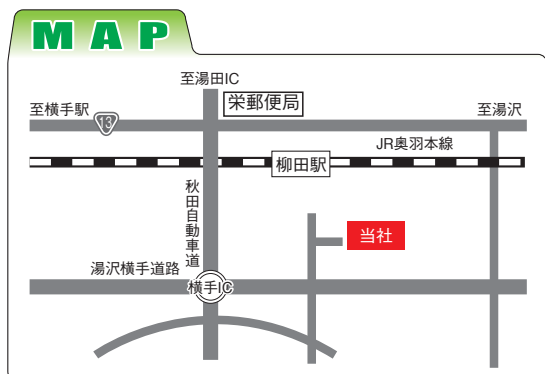 MAP
至湯田IC
栄郵便局
至横手駅
13
至湯沢
JR奥羽本線
柳田駅
秋田自動車道
当社
湯沢横手道路
横手IC